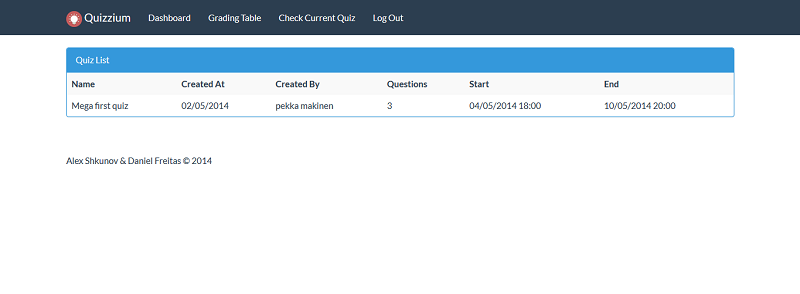 Quizzium Dashboard Grading Table Check Current Quiz Log Out
Quiz List
Name Created At Created By Questions Start End
Mega first quiz 02/05/2014 pekka makinen 3 04/05/2014 18:00 10/05/2014 20:00
Alex Shkunov & Daniel Freitas © 2014